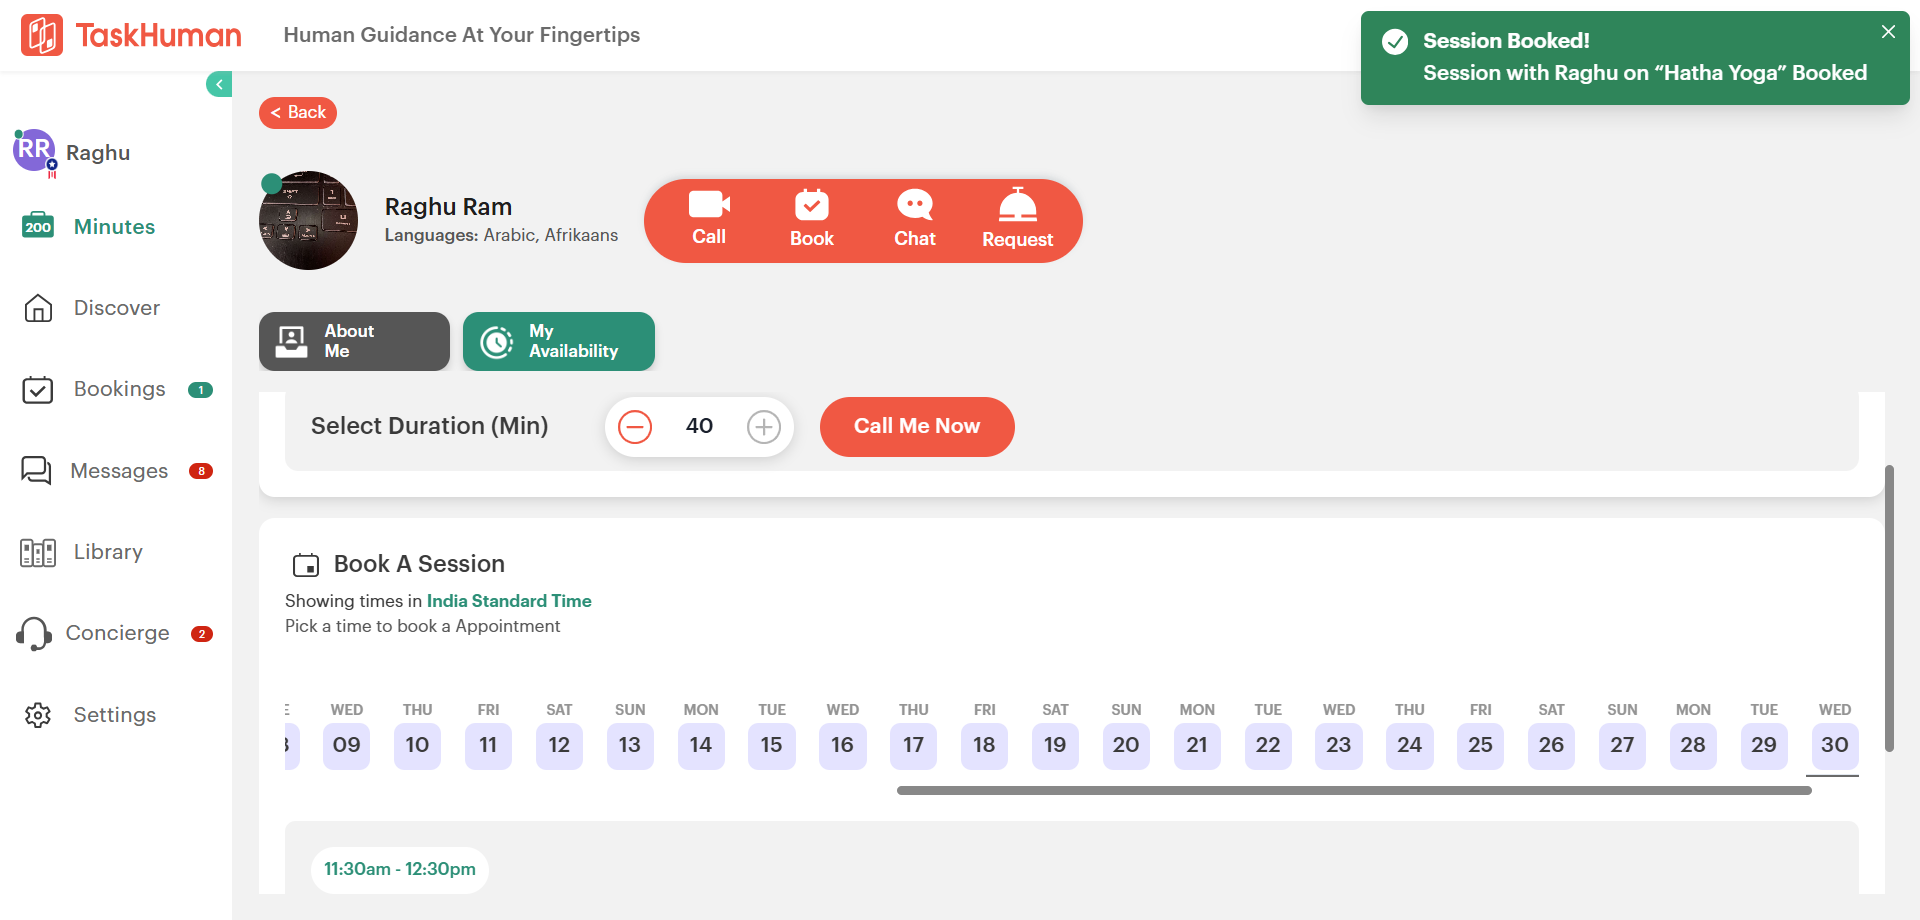 TaskHuman
Human Guidance At Your Fingertips
Session Booked!
Session with Raghu on “Hatha Yoga” Booked
< Back
RR
Raghu
200
Minutes
Discover
Bookings
1
Messages
8
Library
Concierge
2
Settings
Raghu Ram
Languages: Arabic, Afrikaans
Call
Book
Chat
Request
About
Me
My
Availability
Select Duration (Min)
40
Call Me Now
Book A Session
Showing times in India Standard Time
Pick a time to book a Appointment
WED THU FRI SAT SUN MON TUE WED THU FRI SAT SUN MON TUE WED THU FRI SAT SUN MON TUE WED
09 10 11 12 13 14 15 16 17 18 19 20 21 22 23 24 25 26 27 28 29 30
11:30am - 12:30pm